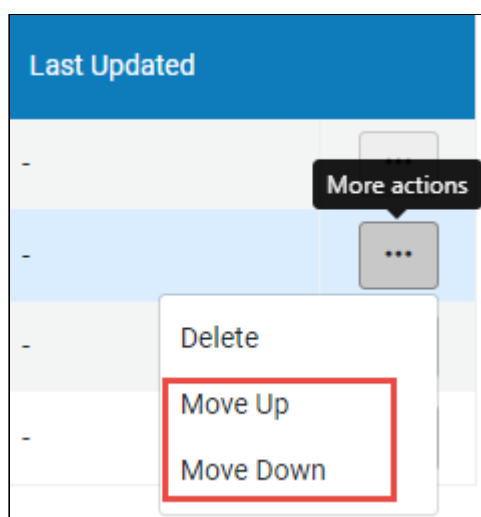 Last Updated
-
More actions
-
...
-
Delete
Move Up
-
Move Down